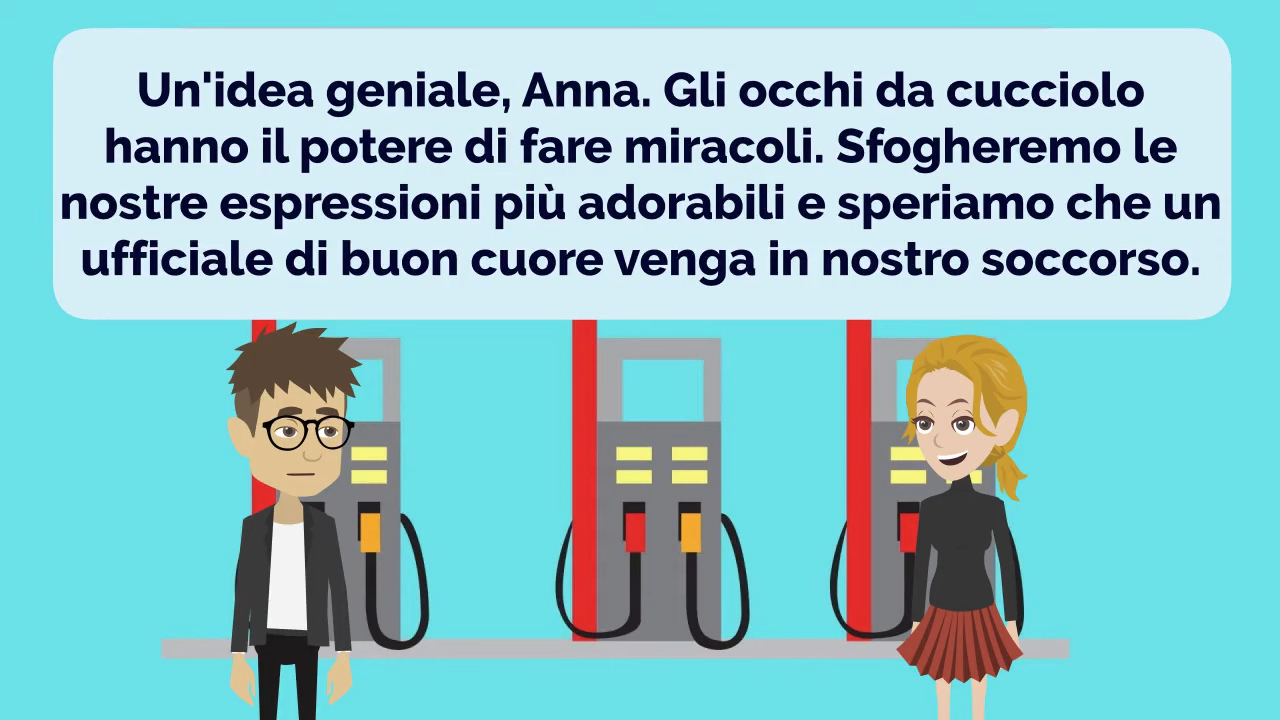 Un'idea geniale, Anna. Gli occhi da cucciolo
hanno il potere di fare miracoli. Sfogheremo le
nostre espressioni più adorabili e speriamo che un
ufficiale di buon cuore venga in nostro soccorso.